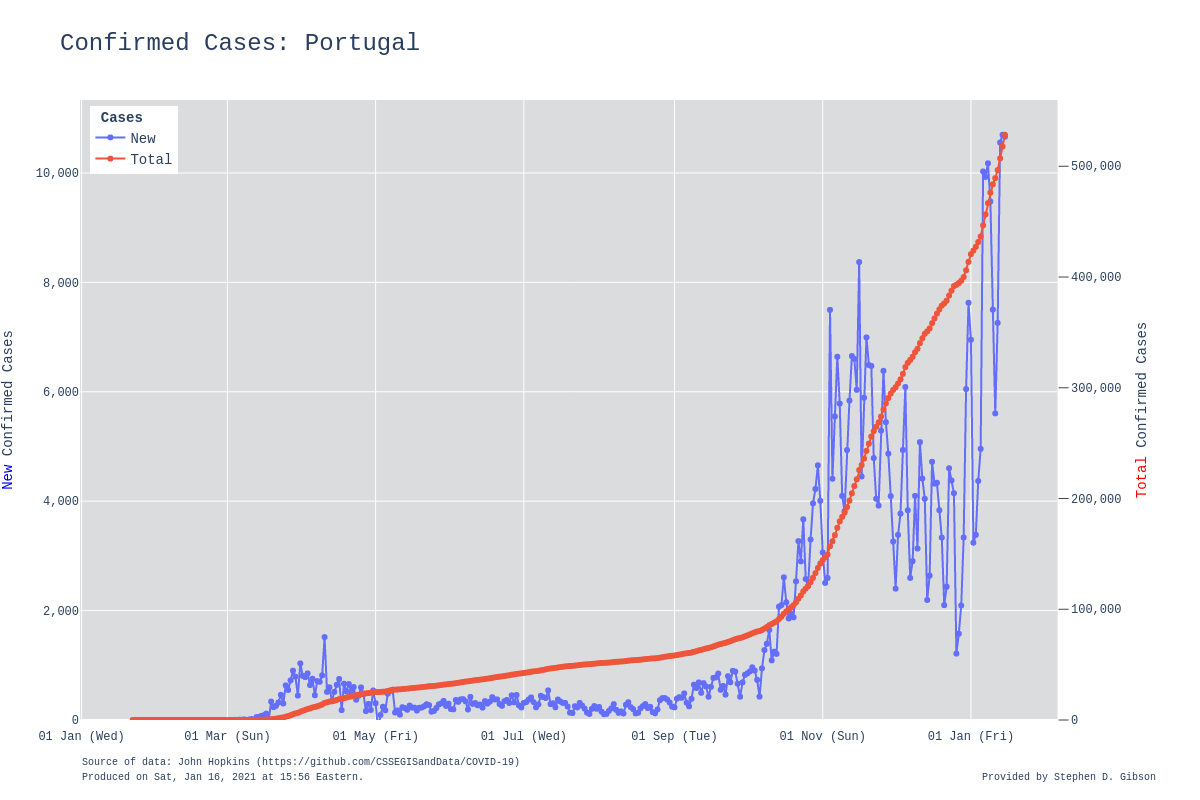 Confirmed Cases: Portugal
Cases
New
Total
10,000
8,000
6,000
4,000
2,000
0
500,000
400,000
300,000
200,000
100,000
0
New Confirmed Cases
Total Confirmed Cases
01 Jan (Wed)
01 Mar (Sun)
01 May (Fri)
01 Jul (Wed)
01 Sep (Tue)
01 Nov (Sun)
01 Jan (Fri)
Source of data: John Hopkins (https://github.com/CSSEGISandData/COVID-19)
Produced on Sat, Jan 16, 2021 at 15:56 Eastern.
Provided by Stephen D. Gibson